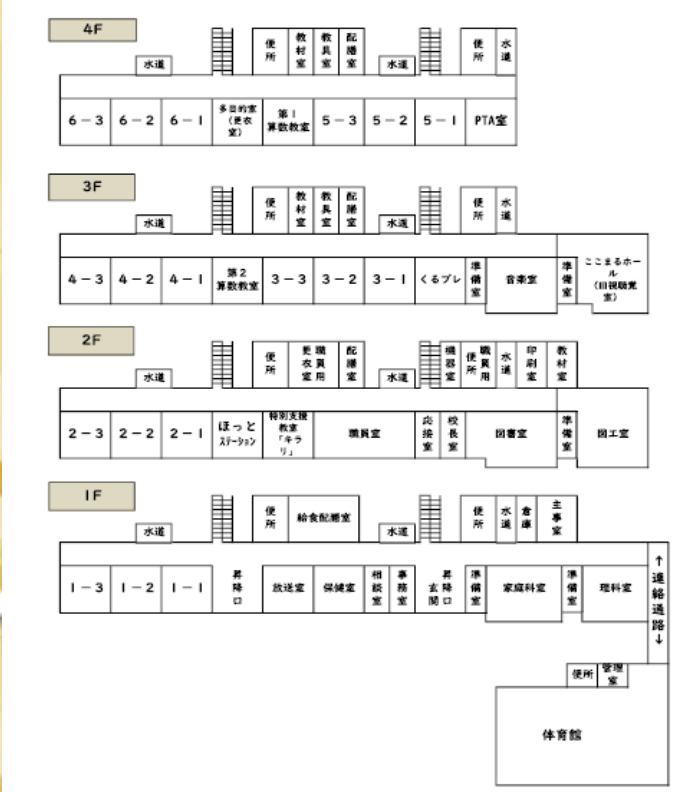 4F
便所
教材室
教具室
配膳室
便所
水道
水道
水道
6－3
6－2
6－1
多目的室
（更衣
室）
第1
算数教室
5－3
5－2
5－1
PTA室
3F
便所
教材室
教具室
配膳室
便所
水道
水道
水道
4－3
4－2
4－1
第2
算数教室
3－3
3－2
3－1
くるプレ
準備室
音楽室
準備室
ここまるホー
ル
（旧視聴覚
室）
2F
便所
職員用
更衣室
配膳室
機器室
職員用
便所
水道
印刷室
教材室
水道
水道
2－3
2－2
2－1
ほっと
ステーション
特別支援
教室
「キラ
リ」
職員室
応接室
校長室
図書室
準備室
図工室
1F
便所
給食配膳室
便所
水道
倉庫
主事室
水道
水道
1－3
1－2
1－1
昇降口
放送室
保健室
相談室
事務室
昇降口
玄関
準備室
家庭科室
準備室
理科室
↑連絡通路↓
便所
管理
室
体育館